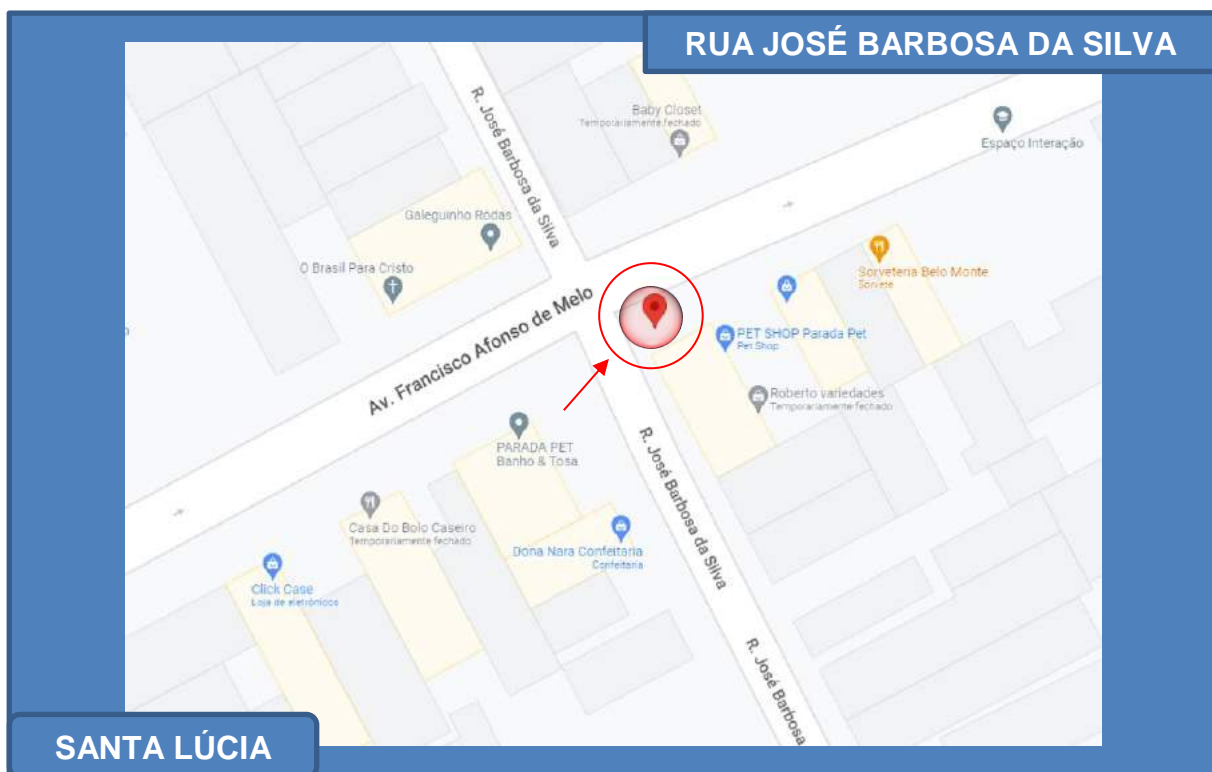 RUA JOSÉ BARBOSA DA SILVA
R. José Barbosa da Silva
Baby Closet
Temporariamente fechado
Espaço Interação
Galeguinho Rodas
O Brasil Para Cristo
Sorveteria Belo Monte
Sorvete
Av. Francisco Afonso de Melo
PET SHOP Parada Pet
Pet Shop
Roberto variedades
Temporariamente fechado
PARADA PET
Banho & Tosa
R. José Barbosa da Silva
Casa Do Bolo Caseiro
Temporariamente fechado
Dona Nara Confeitaria
Confeitaria
Click Case
Loja de eletrônicos
R. José Barbosa
SANTA LÚCIA